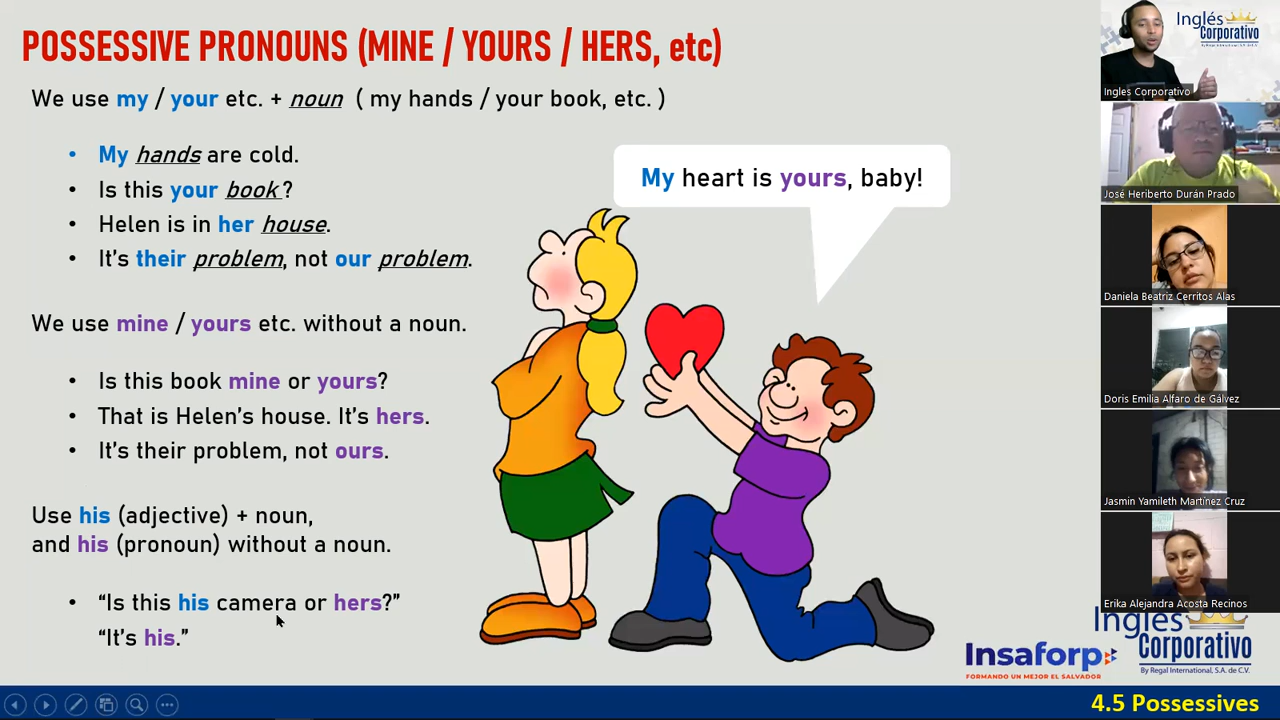 POSSESSIVE PRONOUNS (MINE / YOURS / HERS, etc)
We use my / your etc. + noun ( my hands / your book, etc. )
• My hands are cold.
• Is this your book ?
• Helen is in her house.
• It's their problem, not our problem.
We use mine / yours etc. without a noun.
• Is this book mine or yours?
• That is Helen's house. It's hers.
• It's their problem, not ours.
Use his (adjective) + noun,
and his (pronoun) without a noun.
• “Is this his camera or hers?”
“It's his.”
My heart is yours, baby!
Inglés
Corporativo
By Regal International, S.A. de C.V.
Ingles Corporativo
José Heriberto Durán Prado
Daniela Beatriz Cerritos Alas
Doris Emilia Alfaro de Gálvez
Jasmin Yamileth Martínez Cruz
Erika Alejandra Acosta Recinos
Insaforp
FORMANDO UN MEJOR EL SALVADOR
Inglés
Corporativo
By Regal International, S.A. de C.V.
4.5 Possessives